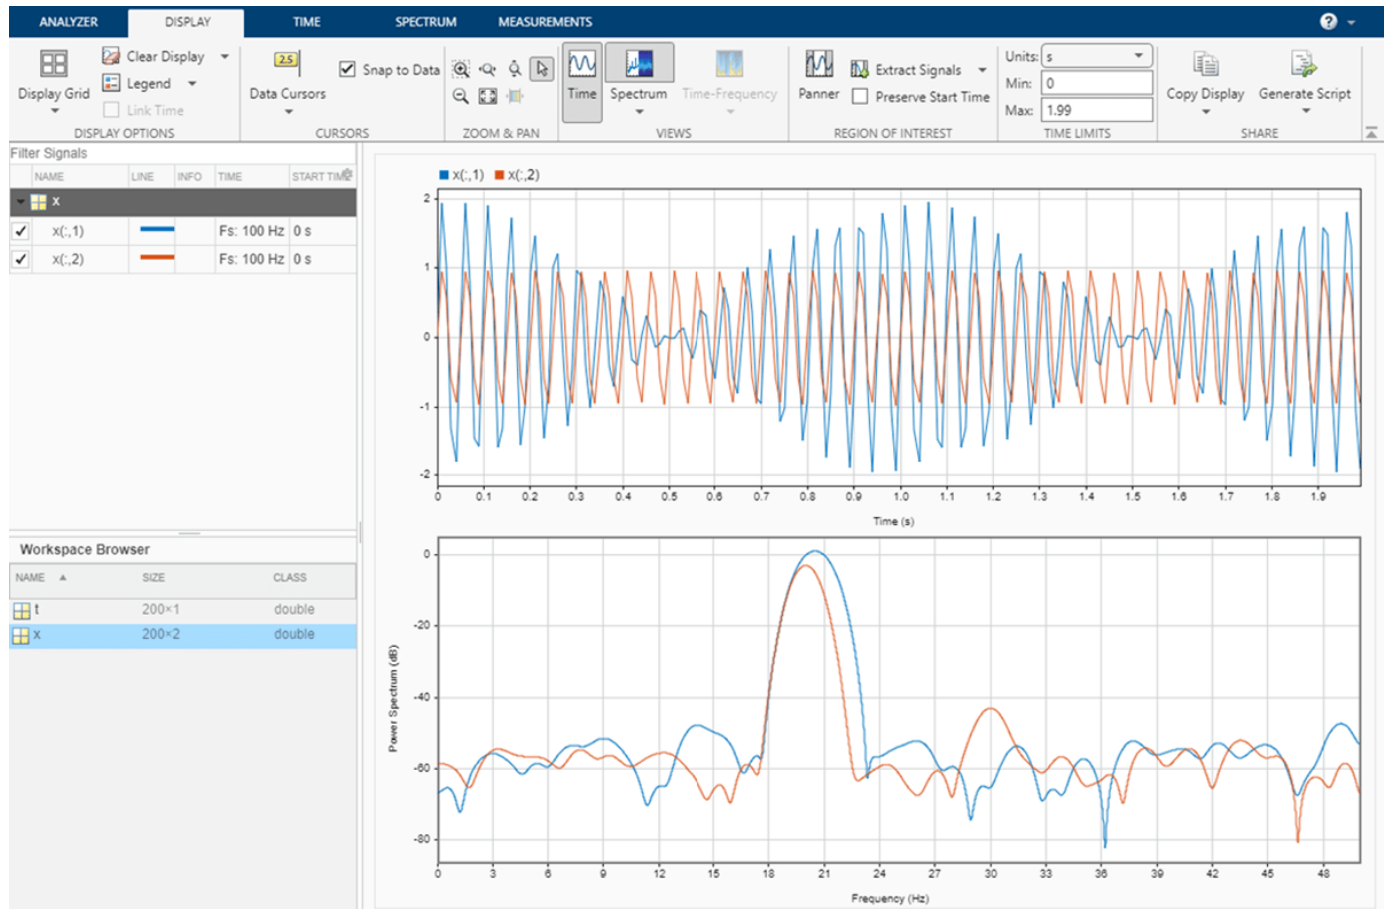 ANALYZER DISPLAY TIME SPECTRUM MEASUREMENTS ?
Display Grid
Clear Display
Legend
Link Time
DISPLAY OPTIONS
2.5
Data Cursors
Snap to Data
CURSORS
ZOOM & PAN
Time Spectrum Time-Frequency
VIEWS
Panner
Extract Signals
Preserve Start Time
REGION OF INTEREST
Units: s
Min: 0
Max: 1.99
TIME LIMITS
Copy Display Generate Script
SHARE
Filter Signals
NAME LINE INFO TIME START TIME
x
x(:,1) Fs: 100 Hz 0 s
x(:,2) Fs: 100 Hz 0 s
Workspace Browser
NAME SIZE CLASS
t 200×1 double
x 200×2 double
x(:,1) x(:,2)
2
1
0
-1
-2
0 0.1 0.2 0.3 0.4 0.5 0.6 0.7 0.8 0.9 1.0 1.1 1.2 1.3 1.4 1.5 1.6 1.7 1.8 1.9
Time (s)
0
-20
-40
-60
-80
Power Spectrum (dB)
0 3 6 9 12 15 18 21 24 27 30 33 36 39 42 45 48
Frequency (Hz)